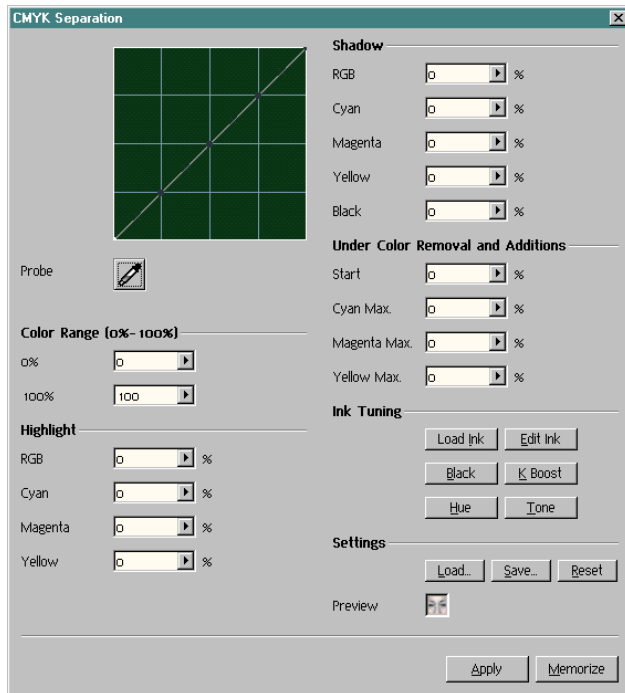 CMYK Separation
Probe
Color Range (0%-100%)
0% 0
100% 100
Highlight
RGB 0 %
Cyan 0 %
Magenta 0 %
Yellow 0 %
Shadow
RGB 0 %
Cyan 0 %
Magenta 0 %
Yellow 0 %
Black 0 %
Under Color Removal and Additions
Start 0 %
Cyan Max. 0 %
Magenta Max. 0 %
Yellow Max. 0 %
Ink Tuning
Load Ink Edit Ink
Black K Boost
Hue Tone
Settings
Load... Save... Reset
Preview
Apply Memorize